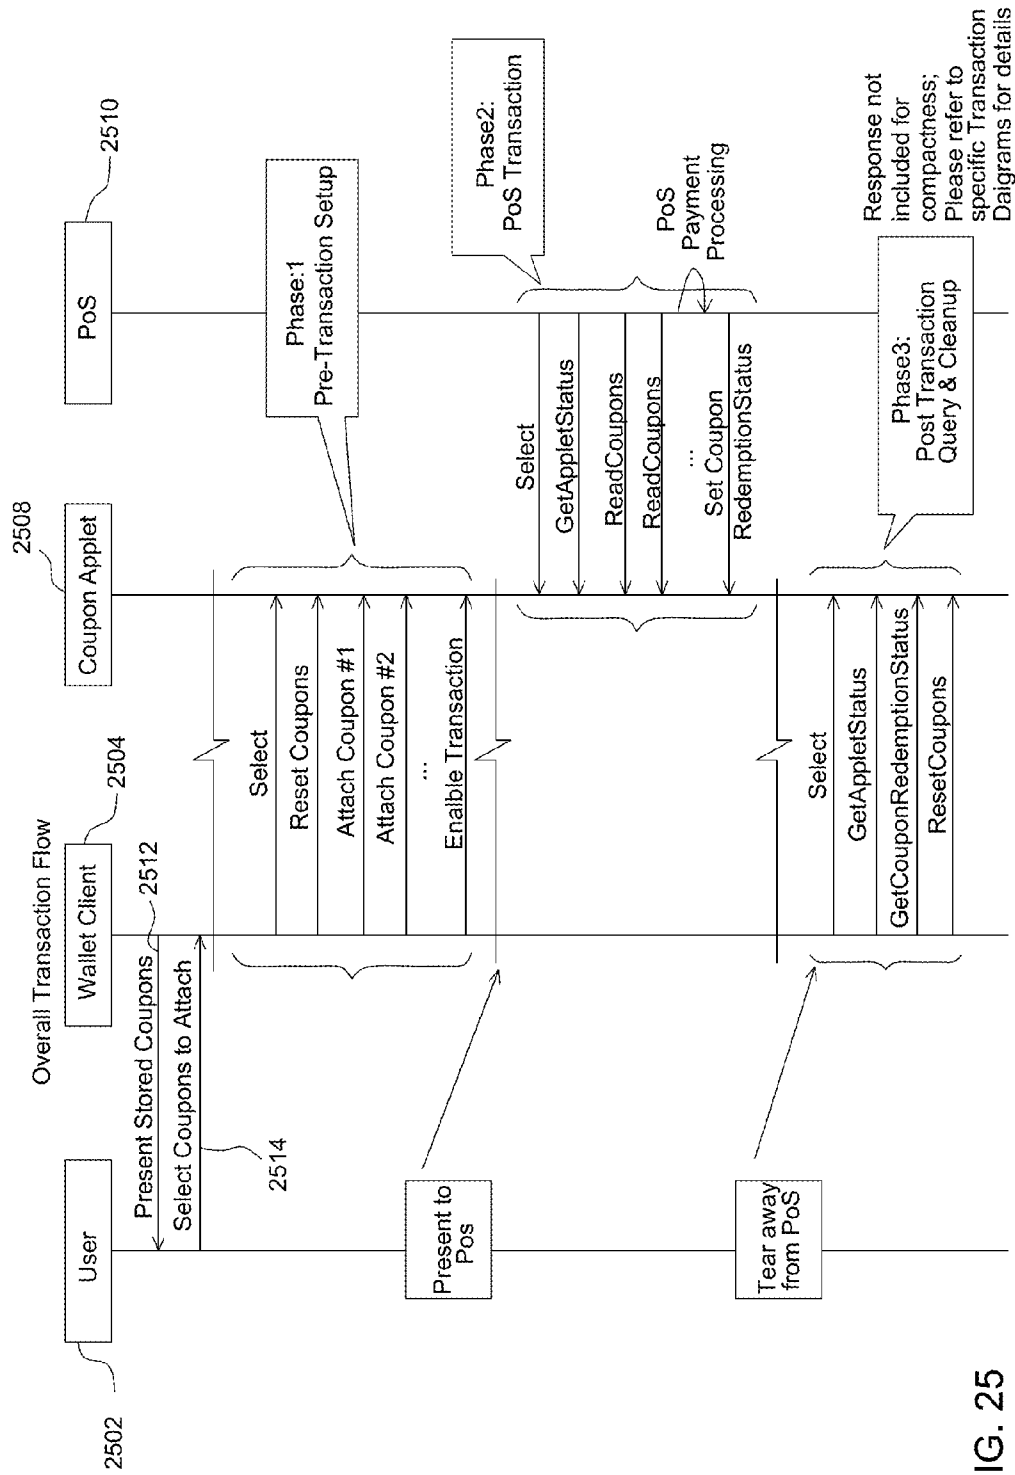 Overall Transaction Flow
2502
User
Wallet Client
2504
Coupon Applet
2508
PoS
2510
Present Stored Coupons
2512
Select Coupons to Attach
2514
Select
Reset Coupons
Attach Coupon #1
Attach Coupon #2
...
Enalble Transaction
Phase:1
Pre-Transaction Setup
Present to
Pos
Phase2:
PoS Transaction
Select
GetAppletStatus
ReadCoupons
ReadCoupons
...
Set Coupon
RedemptionStatus
PoS
Payment
Processing
Tear away
from PoS
Select
GetAppletStatus
GetCouponRedemptionStatus
ResetCoupons
Phase3:
Post Transaction
Query & Cleanup
Response not
included for
compactness;
Please refer to
specific Transaction
Daigrams for details
IG. 25